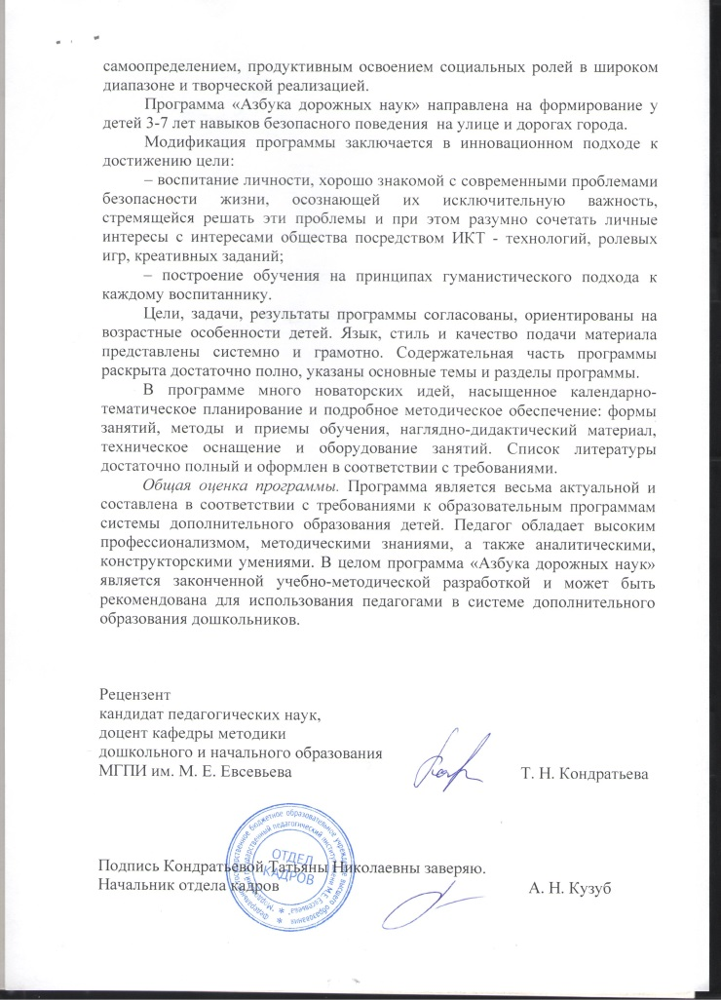 самоопределением, продуктивным освоением социальных ролей в широком
диапазоне и творческой реализацией.
Программа «Азбука дорожных наук» направлена на формирование у
детей 3-7 лет навыков безопасного поведения на улице и дорогах города.
Модификация программы заключается в инновационном подходе к
достижению цели:
– воспитание личности, хорошо знакомой с современными проблемами
безопасности жизни, осознающей их исключительную важность,
стремящейся решать эти проблемы и при этом разумно сочетать личные
интересы с интересами общества посредством ИКТ - технологий, ролевых
игр, креативных заданий;
– построение обучения на принципах гуманистического подхода к
каждому воспитаннику.
Цели, задачи, результаты программы согласованы, ориентированы на
возрастные особенности детей. Язык, стиль и качество подачи материала
представлены системно и грамотно. Содержательная часть программы
раскрыта достаточно полно, указаны основные темы и разделы программы.
В программе много новаторских идей, насыщенное календарно-
тематическое планирование и подробное методическое обеспечение: формы
занятий, методы и приемы обучения, наглядно-дидактический материал,
техническое оснащение и оборудование занятий. Список литературы
достаточно полный и оформлен в соответствии с требованиями.
Общая оценка программы. Программа является весьма актуальной и
составлена в соответствии с требованиями к образовательным программам
системы дополнительного образования детей. Педагог обладает высоким
профессионализмом, методическими знаниями, а также аналитическими,
конструкторскими умениями. В целом программа «Азбука дорожных наук»
является законченной учебно-методической разработкой и может быть
рекомендована для использования педагогами в системе дополнительного
образования дошкольников.
Рецензент
кандидат педагогических наук,
доцент кафедры методики
дошкольного и начального образования
МГПИ им. М. Е. Евсевьева Т. Н. Кондратьева
ОТДЕЛ
КАДРОВ
Подпись Кондратьевой Татьяны Николаевны заверяю.
Начальник отдела кадров А. Н. Кузуб